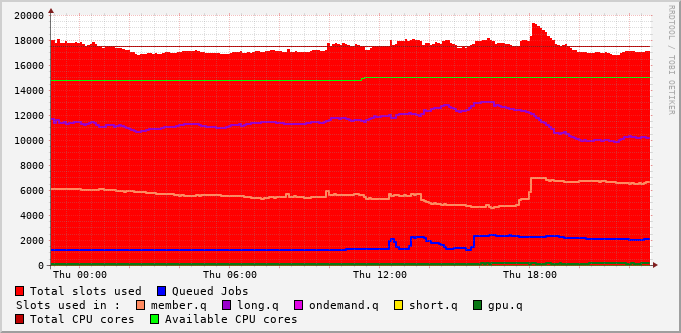 20000
18000
16000
14000
12000
10000
8000
6000
4000
2000
0
Thu 00:00 Thu 06:00 Thu 12:00 Thu 18:00
Total slots used Queued Jobs
Slots used in : member.q long.q ondemand.q short.q gpu.q
Total CPU cores Available CPU cores
RRDTOOL / TOBI OETIKER